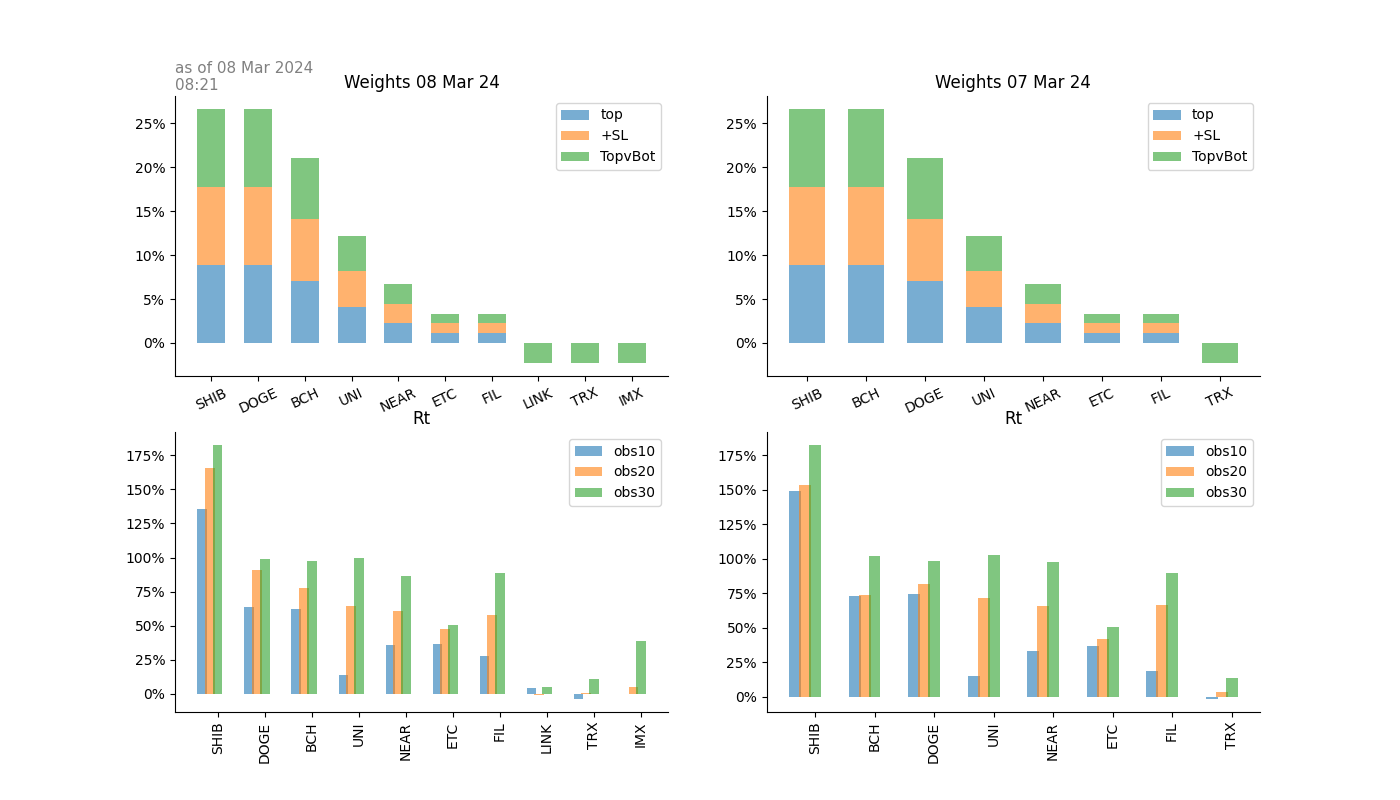 as of 08 Mar 2024
08:21
Weights 08 Mar 24
25%
20%
15%
10%
5%
0%
top
+SL
TopvBot
SHIB
DOGE
BCH
UNI
NEAR
ETC
FIL
LINK
TRX
IMX
Weights 07 Mar 24
25%
20%
15%
10%
5%
0%
top
+SL
TopvBot
SHIB
BCH
DOGE
UNI
NEAR
ETC
FIL
TRX
Rt
175%
150%
125%
100%
75%
50%
25%
0%
obs10
obs20
obs30
SHIB
DOGE
BCH
UNI
NEAR
ETC
FIL
LINK
TRX
IMX
Rt
175%
150%
125%
100%
75%
50%
25%
0%
obs10
obs20
obs30
SHIB
BCH
DOGE
UNI
NEAR
ETC
FIL
TRX